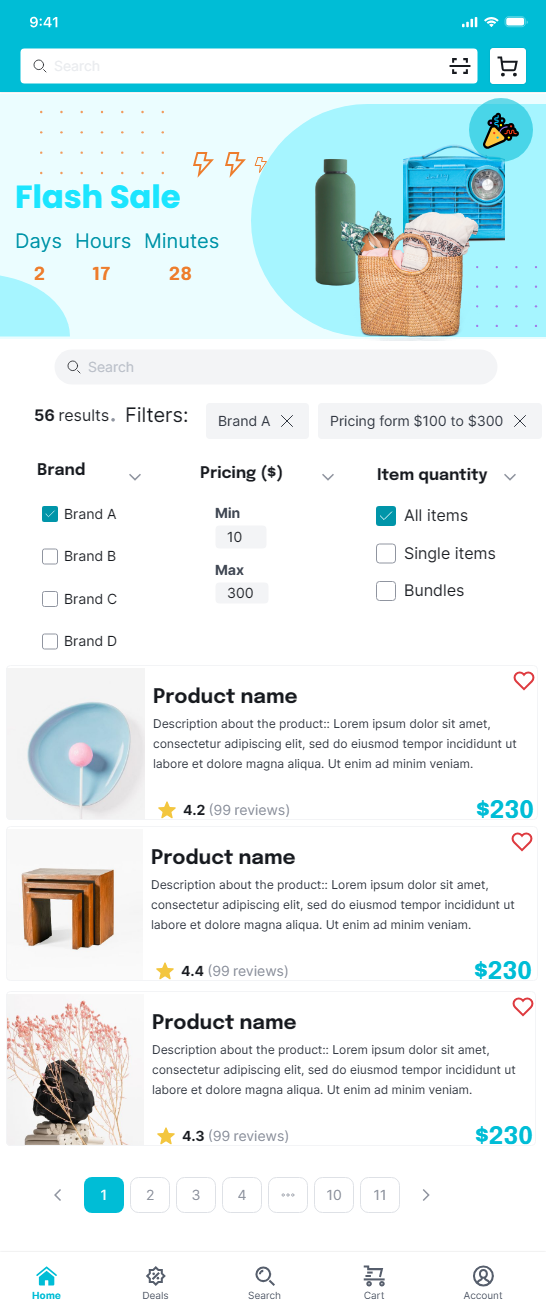 9:41
Search
Flash Sale
Days Hours Minutes
2 17 28
Search
56 results. Filters: Brand A Pricing form $100 to $300
Brand Pricing ($) Item quantity
Brand A
Brand B
Brand C
Brand D
Min
10
Max
300
All items
Single items
Bundles
Product name
Description about the product:: Lorem ipsum dolor sit amet,
consectetur adipiscing elit, sed do eiusmod tempor incididunt ut
labore et dolore magna aliqua. Ut enim ad minim veniam.
4.2 (99 reviews) $230
Product name
Description about the product:: Lorem ipsum dolor sit amet,
consectetur adipiscing elit, sed do eiusmod tempor incididunt ut
labore et dolore magna aliqua. Ut enim ad minim veniam.
4.4 (99 reviews) $230
Product name
Description about the product:: Lorem ipsum dolor sit amet,
consectetur adipiscing elit, sed do eiusmod tempor incididunt ut
labore et dolore magna aliqua. Ut enim ad minim veniam.
4.3 (99 reviews) $230
1 2 3 4 ••• 10 11
Home Deals Search Cart Account